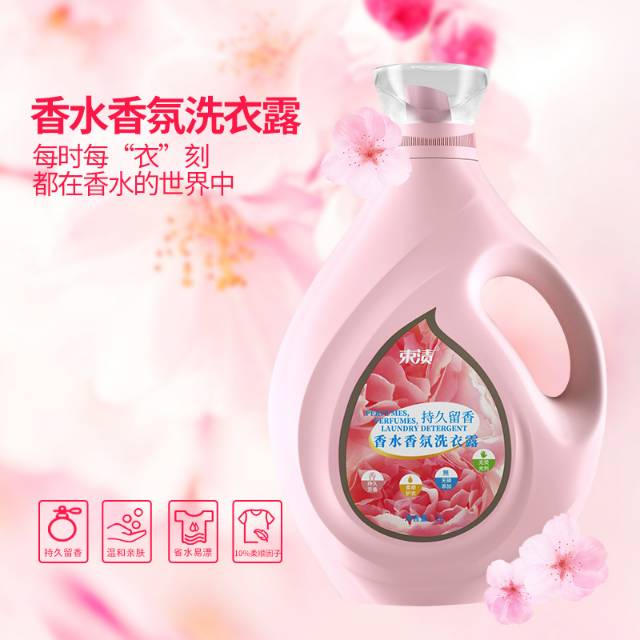 香水香氛洗衣露
每时每“衣”刻
都在香水的世界中
束渍
PERFUMES,
PERFUMES, 持久留香
LAUNDRY DETERGENT
香水香氛洗衣露
持久留香
温和亲肤
省水易漂
10%柔顺因子